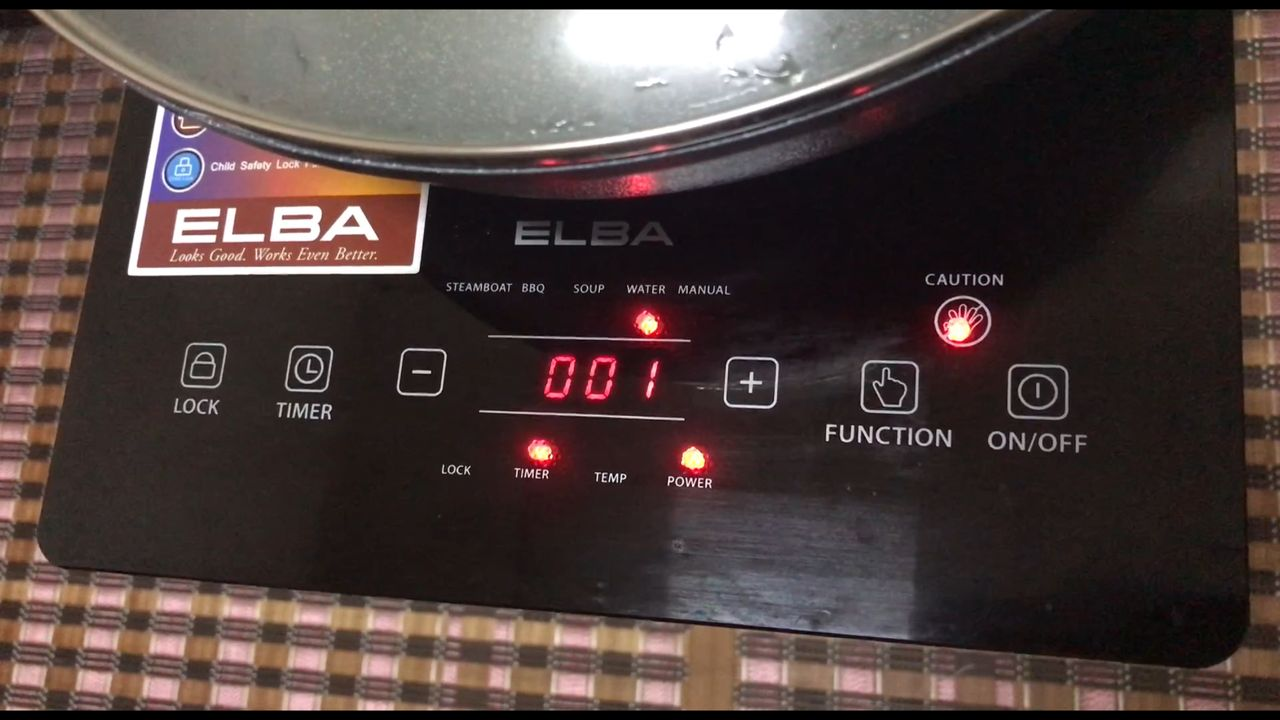 Child Safety Lock
ELBA
Looks Good. Works Even Better.
ELBA
STEAMBOAT BBQ SOUP WATER MANUAL
CAUTION
001
LOCK TIMER FUNCTION ON/OFF
LOCK TIMER TEMP POWER